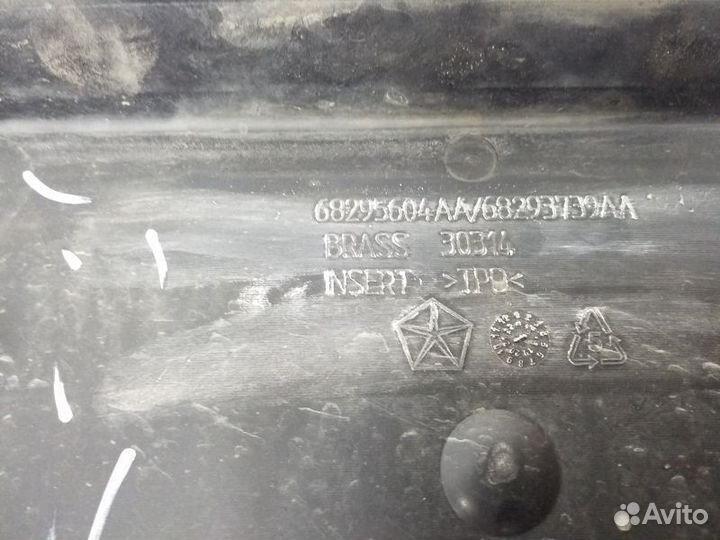 68295604AA/68293739AA
BRASS 30314
INSERT >TPO<
Avito